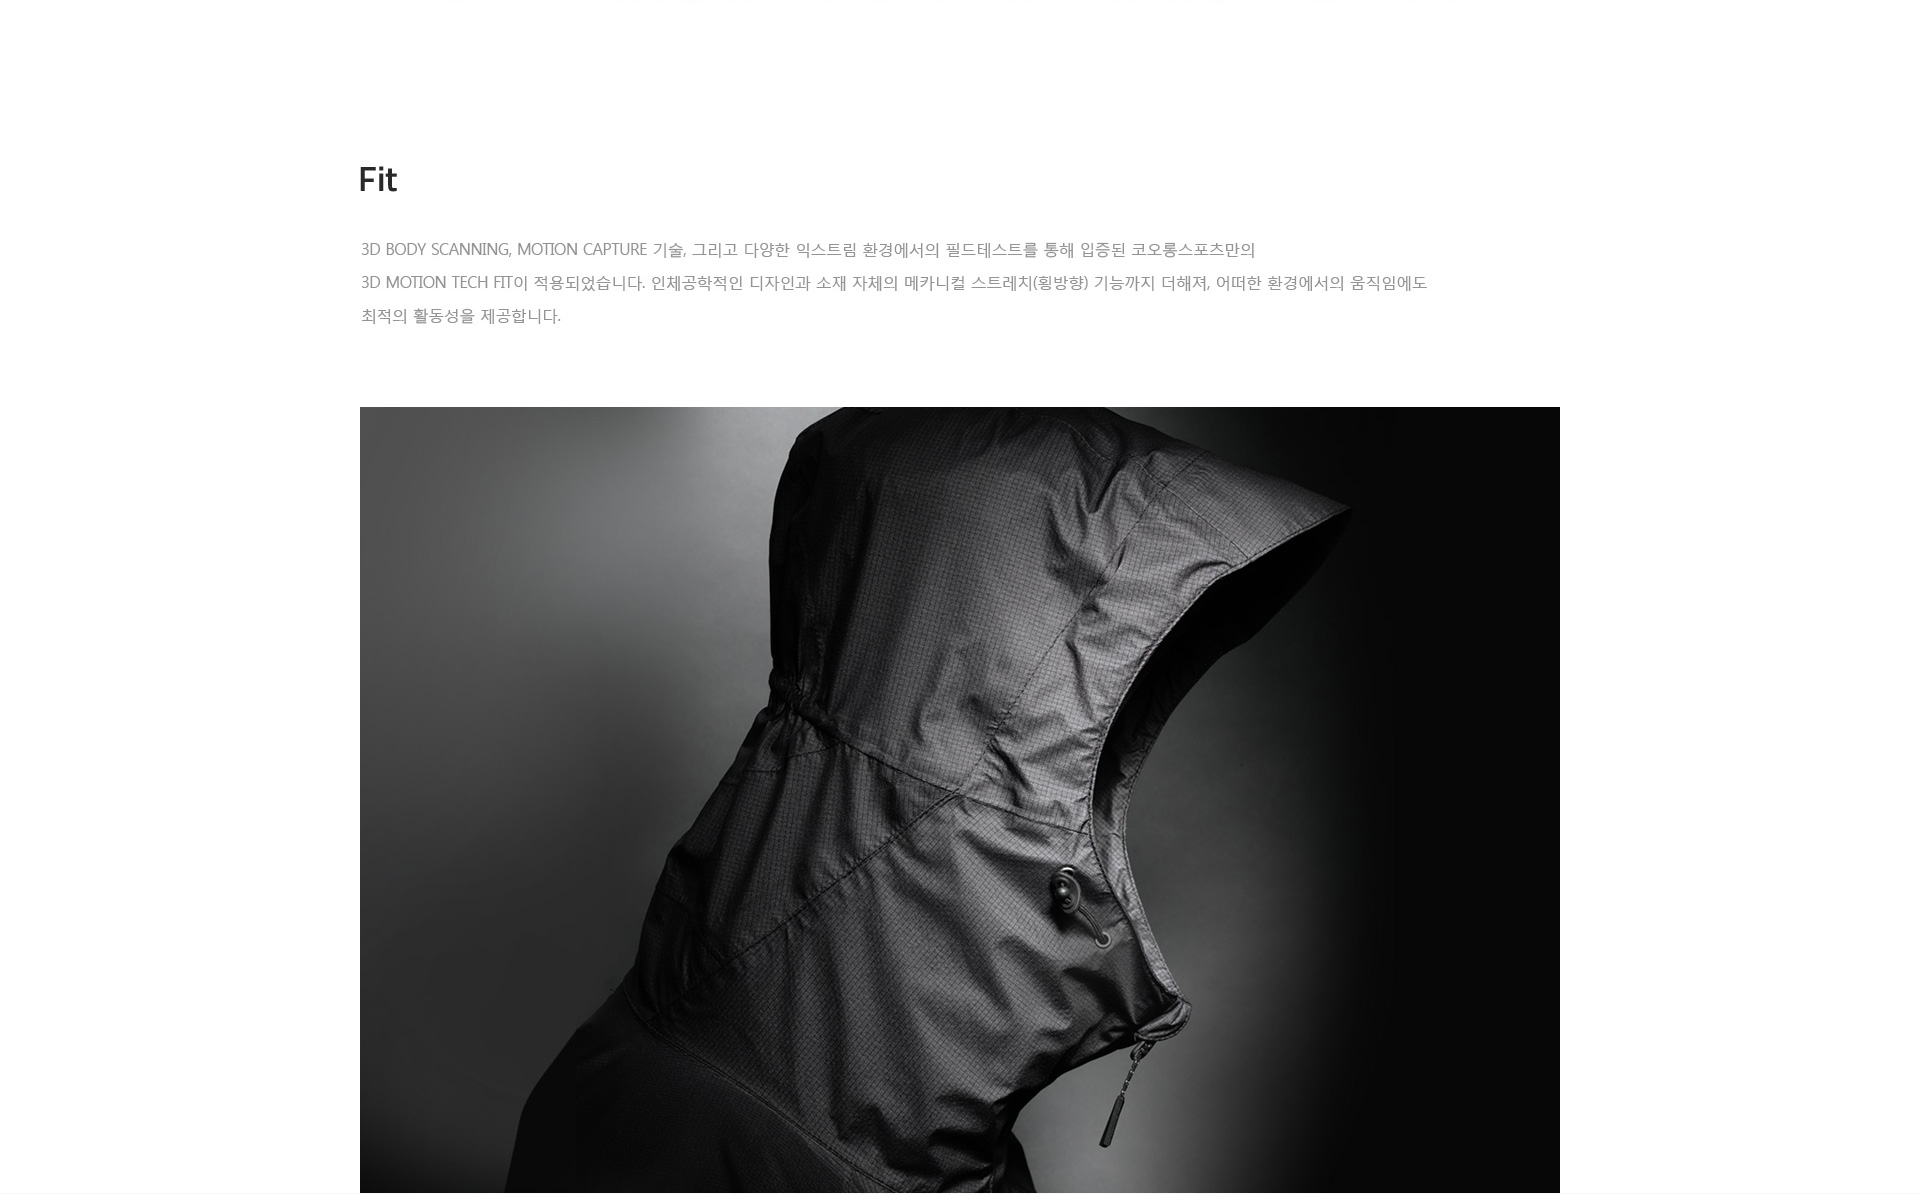 Fit
3D BODY SCANNING, MOTION CAPTURE 기술, 그리고 다양한 익스트림 환경에서의 필드테스트를 통해 입증된 코오롱스포츠만의
3D MOTION TECH FIT이 적용되었습니다. 인체공학적인 디자인과 소재 자체의 메카니컬 스트레치(횡방향) 기능까지 더해져, 어떠한 환경에서의 움직임에도
최적의 활동성을 제공합니다.